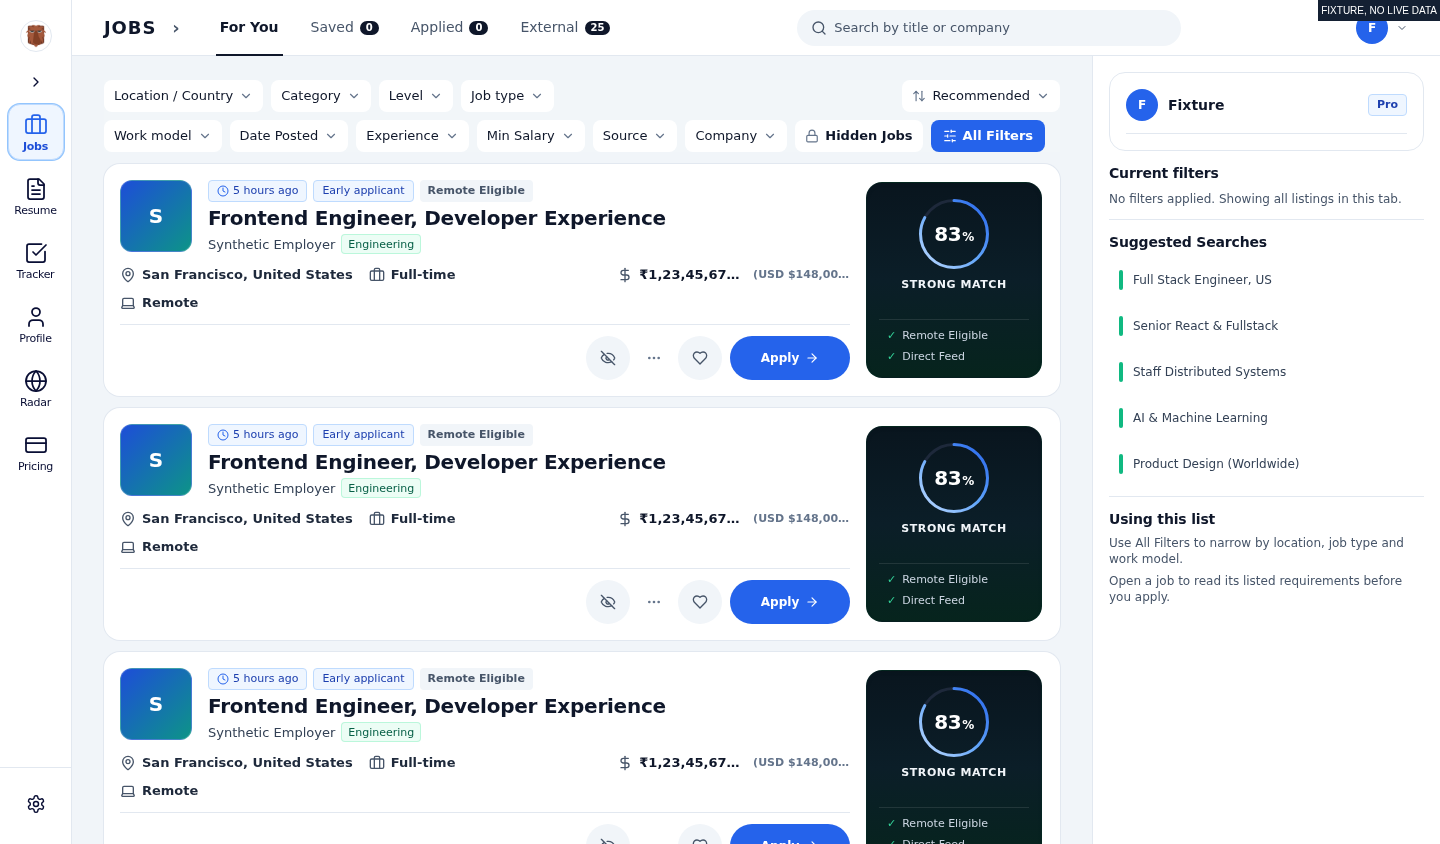 FIXTURE, NO LIVE DATA
JOBS
For You
Saved 0
Applied 0
External 25
Search by title or company
F
Jobs
Resume
Tracker
Profile
Radar
Pricing
Location / Country
Category
Level
Job type
Recommended
Work model
Date Posted
Experience
Min Salary
Source
Company
Hidden Jobs
All Filters
S
5 hours ago
Early applicant
Remote Eligible
Frontend Engineer, Developer Experience
Synthetic Employer
Engineering
San Francisco, United States
Full-time
₹1,23,45,67...
(USD $148,00...
Remote
Apply
83%
STRONG MATCH
✓ Remote Eligible
✓ Direct Feed
S
5 hours ago
Early applicant
Remote Eligible
Frontend Engineer, Developer Experience
Synthetic Employer
Engineering
San Francisco, United States
Full-time
₹1,23,45,67...
(USD $148,00...
Remote
Apply
83%
STRONG MATCH
✓ Remote Eligible
✓ Direct Feed
S
5 hours ago
Early applicant
Remote Eligible
Frontend Engineer, Developer Experience
Synthetic Employer
Engineering
San Francisco, United States
Full-time
₹1,23,45,67...
(USD $148,00...
Remote
Apply
83%
STRONG MATCH
✓ Remote Eligible
Direct Feed
F
Fixture
Pro
Current filters
No filters applied. Showing all listings in this tab.
Suggested Searches
Full Stack Engineer, US
Senior React & Fullstack
Staff Distributed Systems
AI & Machine Learning
Product Design (Worldwide)
Using this list
Use All Filters to narrow by location, job type and
work model.
Open a job to read its listed requirements before
you apply.